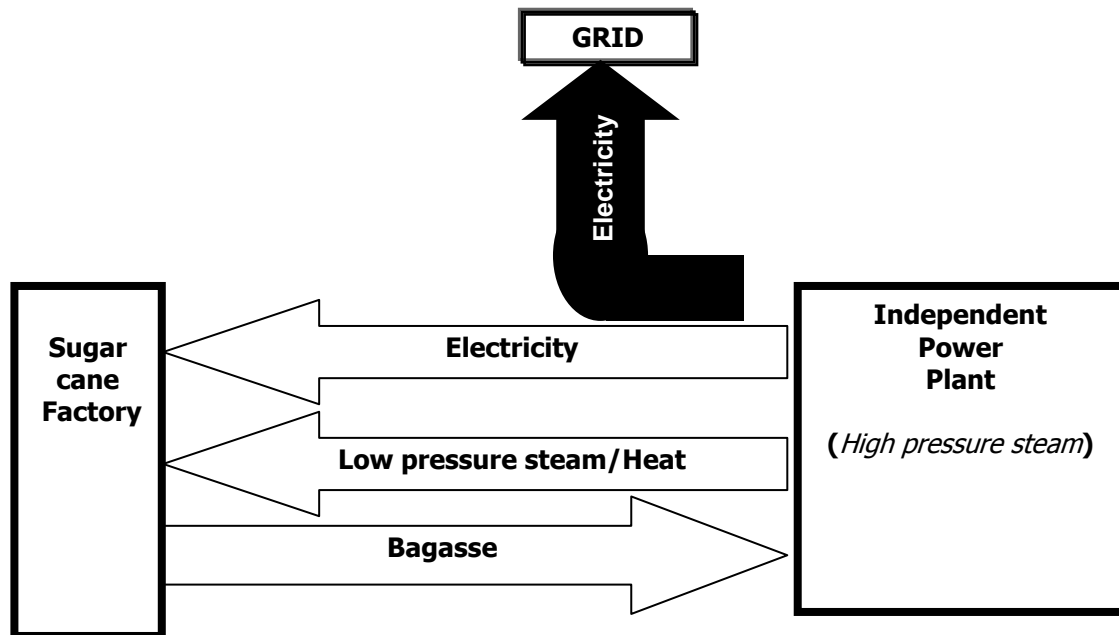 GRID
Electricity
Sugar
cane
Factory
Electricity
Low pressure steam/Heat
Bagasse
Independent
Power
Plant
(High pressure steam)